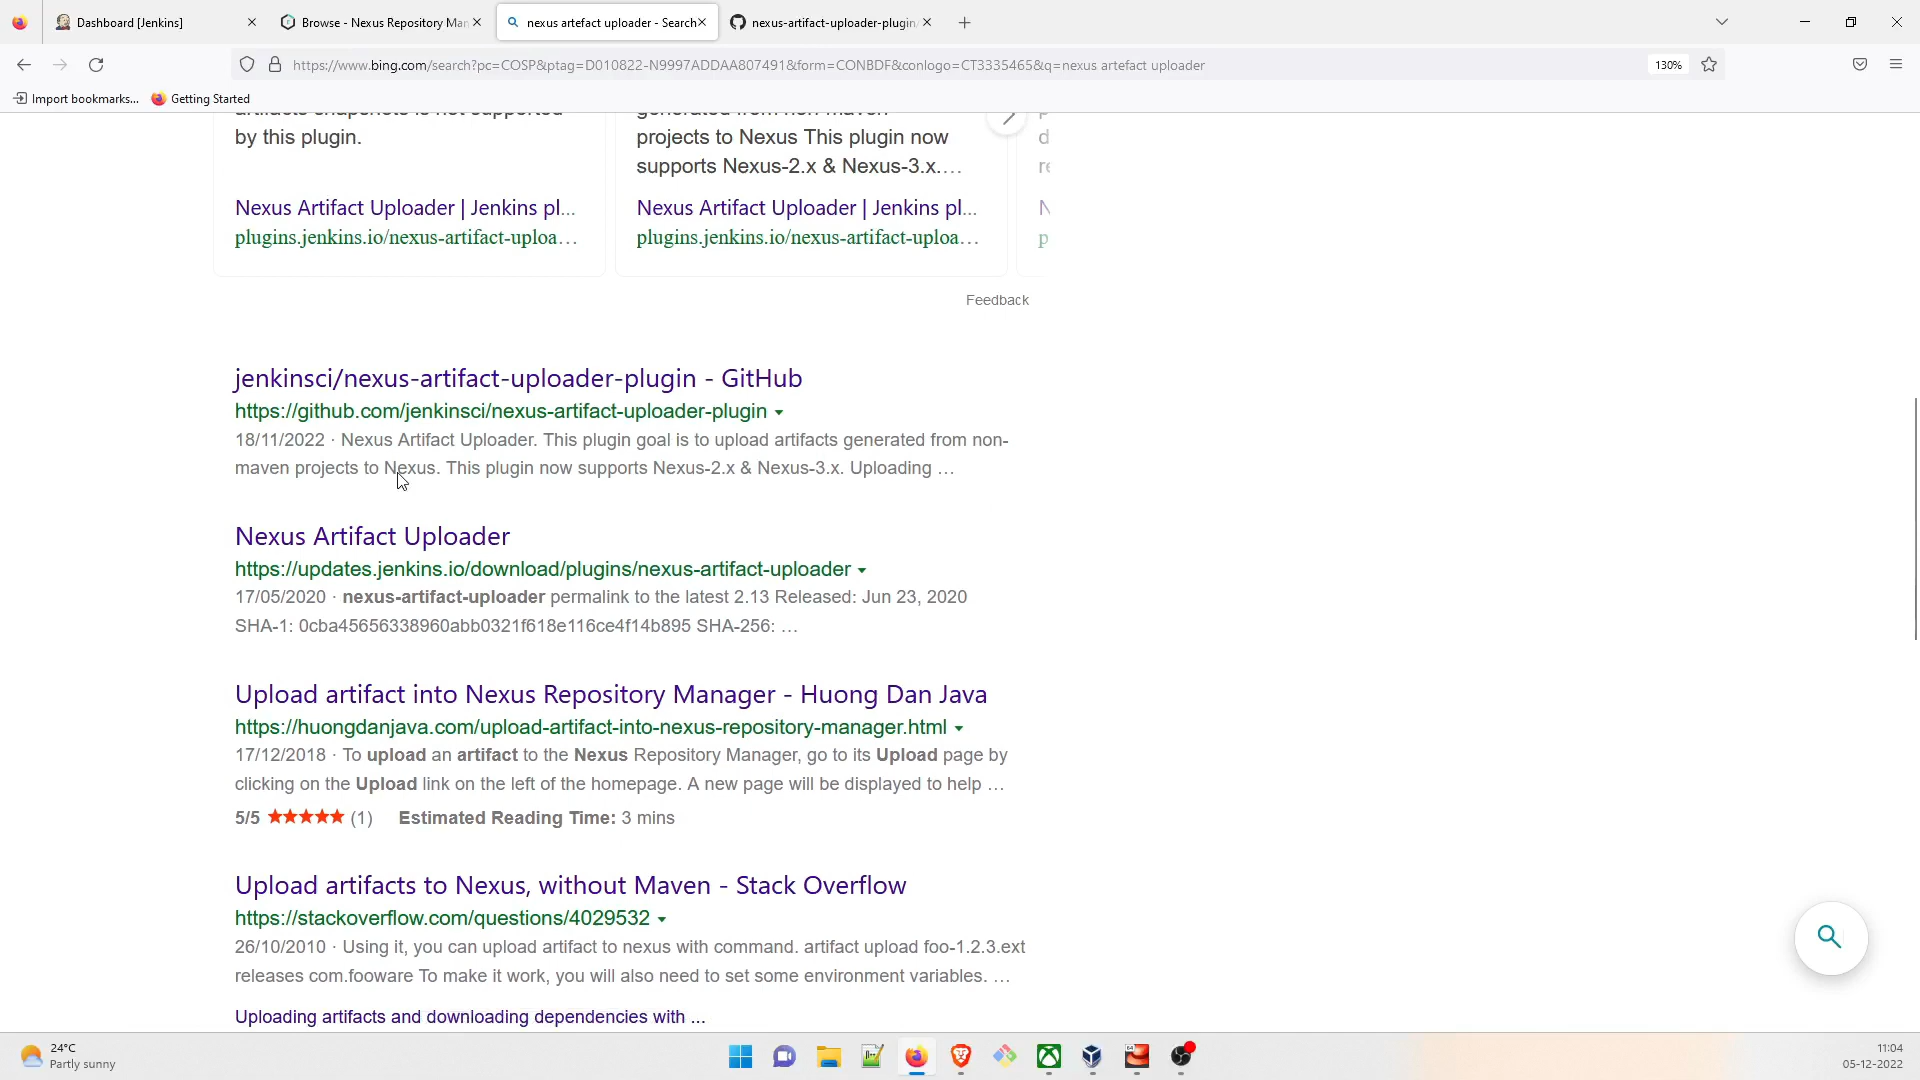 Dashboard [Jenkins]
Browse - Nexus Repository Man
nexus artefact uploader - Search
nexus-artifact-uploader-plugin
https://www.bing.com/search?pc=COSP&ptag=D010822-N9997ADDAA807491&form=CONBDF&conlogo=CT3335465&q=nexus artefact uploader
130%
Import bookmarks...
Getting Started
by this plugin.
generated from non-maven
projects to Nexus This plugin now
supports Nexus-2.x & Nexus-3.x....
Nexus Artifact Uploader | Jenkins pl...
plugins.jenkins.io/nexus-artifact-uploa...
Nexus Artifact Uploader | Jenkins pl...
plugins.jenkins.io/nexus-artifact-uploa...
Feedback
jenkinsci/nexus-artifact-uploader-plugin - GitHub
https://github.com/jenkinsci/nexus-artifact-uploader-plugin
18/11/2022 · Nexus Artifact Uploader. This plugin goal is to upload artifacts generated from non-
maven projects to Nexus. This plugin now supports Nexus-2.x & Nexus-3.x. Uploading ...
Nexus Artifact Uploader
https://updates.jenkins.io/download/plugins/nexus-artifact-uploader
17/05/2020 · nexus-artifact-uploader permalink to the latest 2.13 Released: Jun 23, 2020
SHA-1: 0cba45656338960abb0321f618e116ce4f14b895 SHA-256: ...
Upload artifact into Nexus Repository Manager - Huong Dan Java
https://huongdanjava.com/upload-artifact-into-nexus-repository-manager.html
17/12/2018 · To upload an artifact to the Nexus Repository Manager, go to its Upload page by
clicking on the Upload link on the left of the homepage. A new page will be displayed to help ...
5/5 ★★★★★ (1) Estimated Reading Time: 3 mins
Upload artifacts to Nexus, without Maven - Stack Overflow
https://stackoverflow.com/questions/4029532
26/10/2010 · Using it, you can upload artifact to nexus with command. artifact upload foo-1.2.3.ext
releases com.fooware To make it work, you will also need to set some environment variables. ...
Uploading artifacts and downloading dependencies with ...
24°C
Partly sunny
11:04
05-12-2022